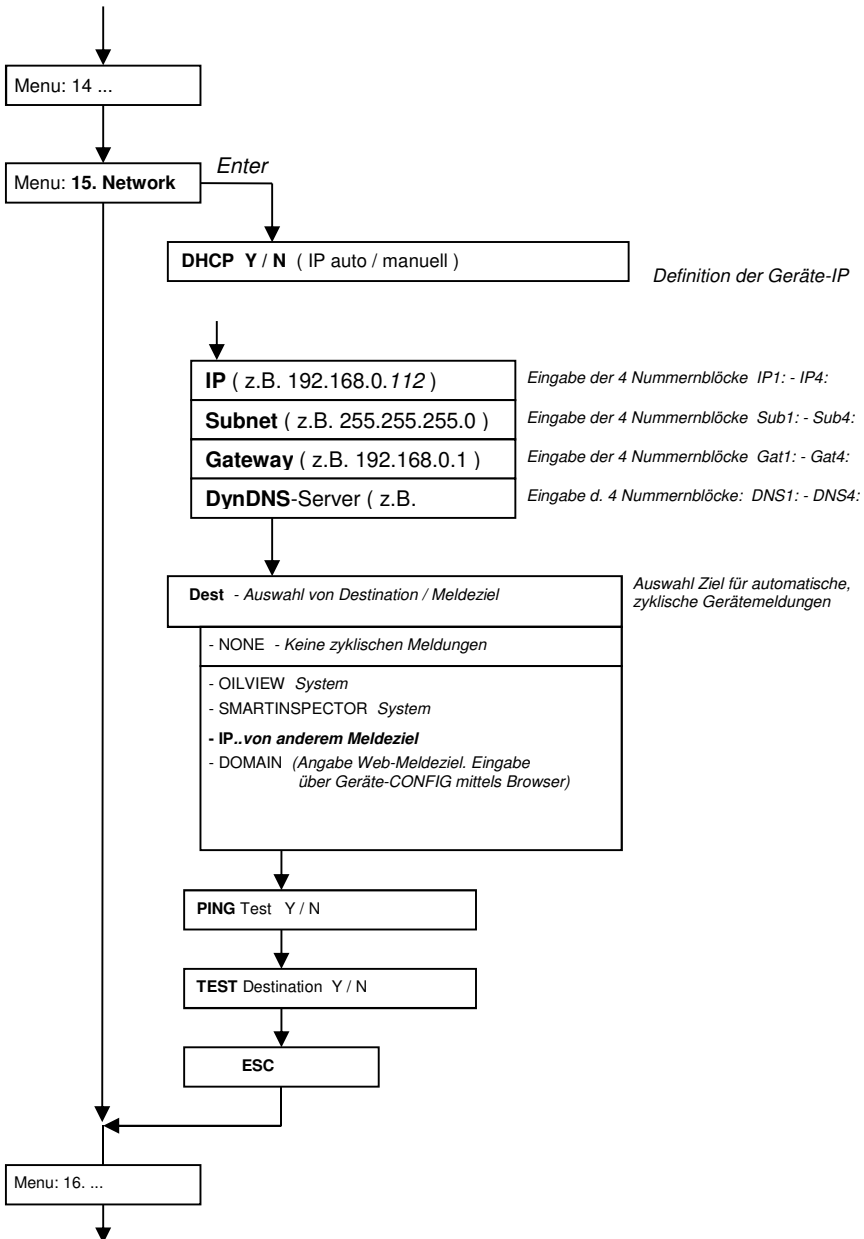 Menu: 14 ...
Menu: 15. Network
Enter
DHCP Y / N ( IP auto / manuell )
Definition der Geräte-IP
IP ( z.B. 192.168.0.112 )
Eingabe der 4 Nummernblöcke IP1: - IP4:
Subnet ( z.B. 255.255.255.0 )
Eingabe der 4 Nummernblöcke Sub1: - Sub4:
Gateway ( z.B. 192.168.0.1 )
Eingabe der 4 Nummernblöcke Gat1: - Gat4:
DynDNS-Server ( z.B.
Eingabe d. 4 Nummernblöcke: DNS1: - DNS4:
Dest - Auswahl von Destination / Meldeziel
Auswahl Ziel für automatische,
zyklische Gerätemeldungen
- NONE - Keine zyklischen Meldungen
- OILVIEW System
- SMARTINSPECTOR System
- IP..von anderem Meldeziel
- DOMAIN (Angabe Web-Meldeziel. Eingabe
über Geräte-CONFIG mittels Browser)
PING Test Y / N
TEST Destination Y / N
ESC
Menu: 16. ...